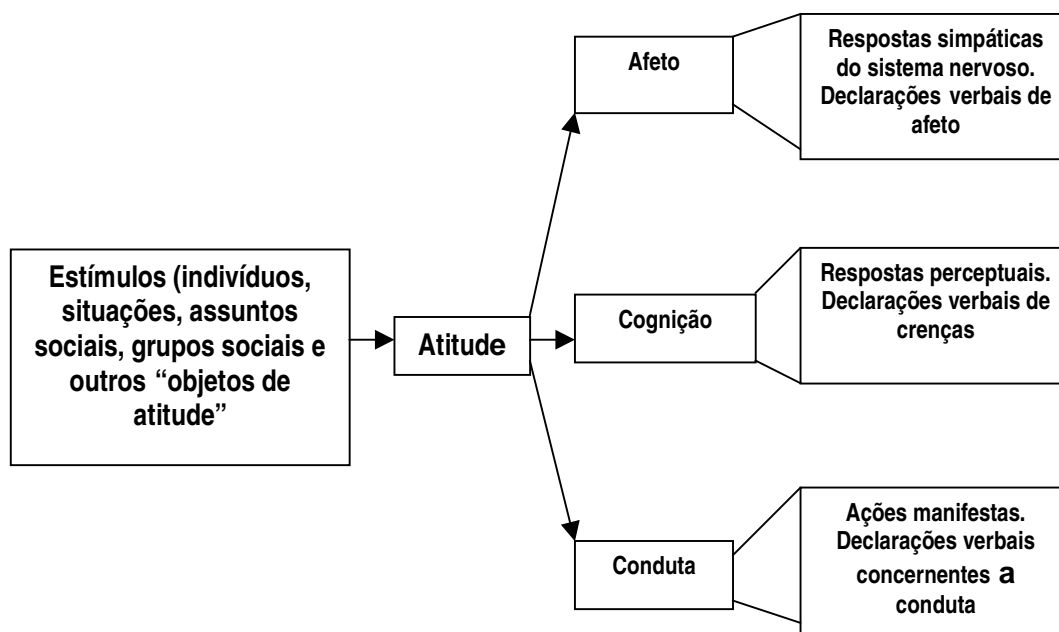 Estímulos (indivíduos,
situações, assuntos
sociais, grupos sociais e
outros “objetos de
atitude”
Atitude
Afeto
Respostas simpáticas
do sistema nervoso.
Declarações verbais de
afeto
Cognição
Respostas perceptuais.
Declarações verbais de
crenças
Conduta
Ações manifestas.
Declarações verbais
concernentes a
conduta